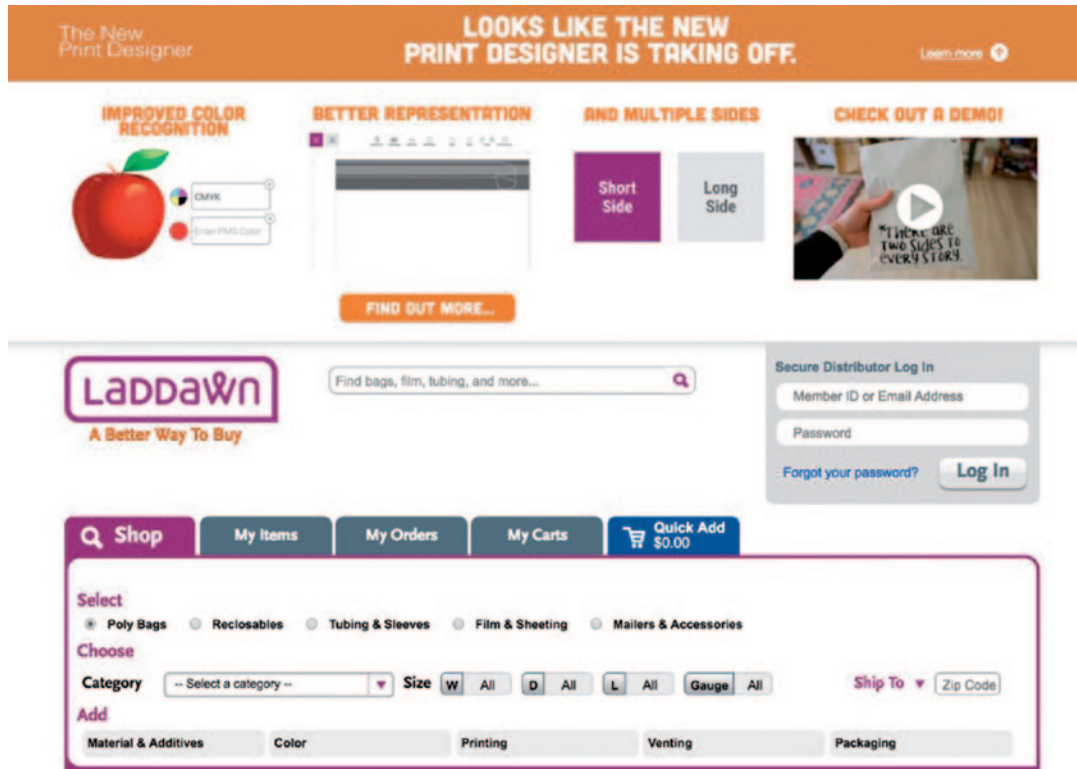 The New
Print Designer
LOOKS LIKE THE NEW
PRINT DESIGNER IS TAKING OFF.
Learn more
IMPROVED COLOR
RECOGNITION
CMYK
Enter PMS Color
BETTER REPRESENTATION
FIND OUT MORE...
AND MULTIPLE SIDES
Short
Side
Long
Side
CHECK OUT A DEMO!
"THERE ARE
TWO SIDES TO
EVERY STORY.
LaDDawn
A Better Way To Buy
Find bags, film, tubing, and more...
Secure Distributor Log In
Member ID or Email Address
Password
Forgot your password?
Log In
Shop
My Items
My Orders
My Carts
Quick Add
$0.00
Select
Poly Bags Reclosables Tubing & Sleeves Film & Sheeting Mailers & Accessories
Choose
Category -- Select a category -- Size W All D All L All Gauge All Ship To Zip Code
Add
Material & Additives Color Printing Venting Packaging